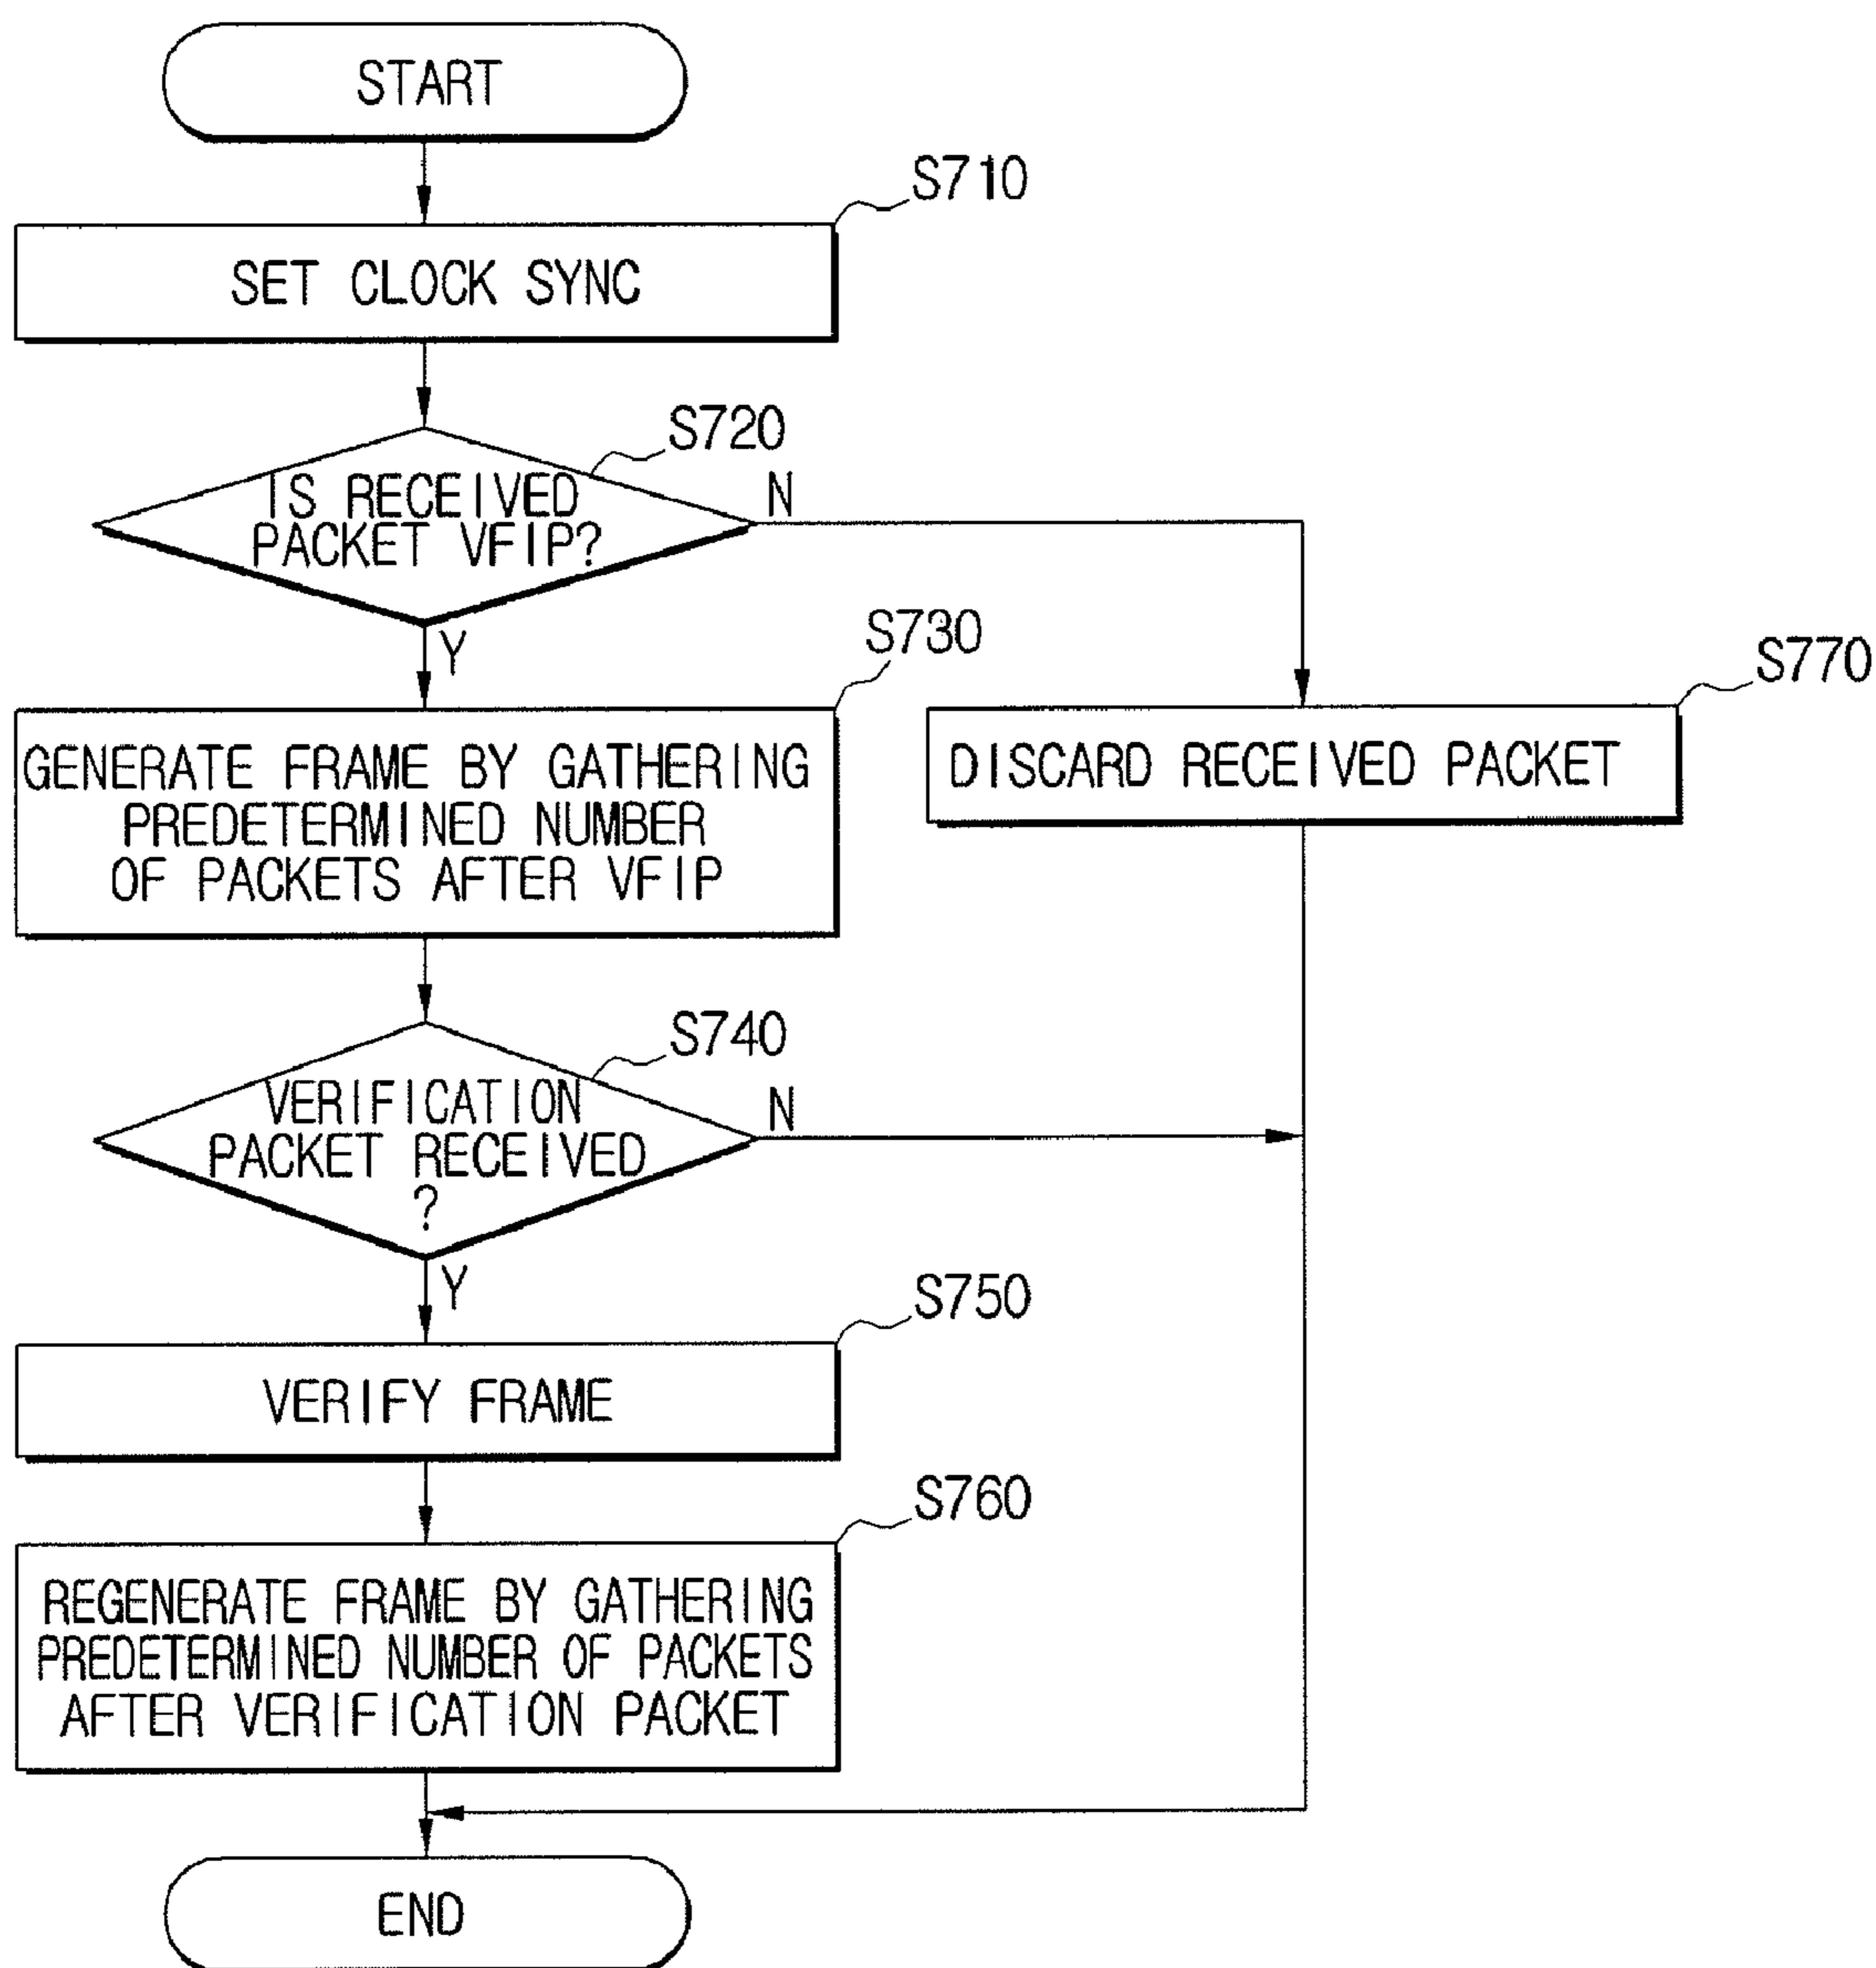 START
S710
SET CLOCK SYNC
S720
IS RECEIVED
PACKET VFIP?
N
Y
S730
GENERATE FRAME BY GATHERING
PREDETERMINED NUMBER
OF PACKETS AFTER VFIP
S770
DISCARD RECEIVED PACKET
S740
VERIFICATION
PACKET RECEIVED
?
N
Y
S750
VERIFY FRAME
S760
REGENERATE FRAME BY GATHERING
PREDETERMINED NUMBER OF PACKETS
AFTER VERIFICATION PACKET
END